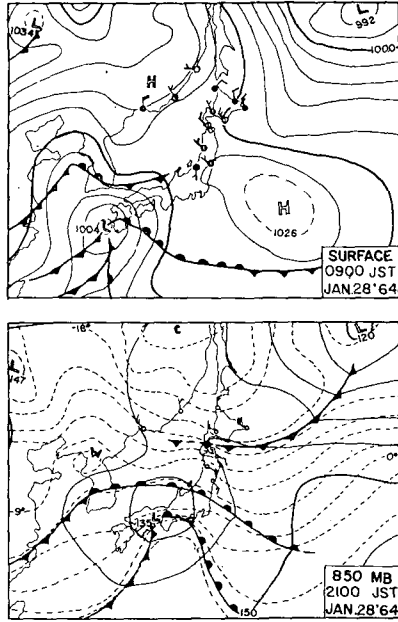 L
1034
L
992
1000
H
1004
H
1026
SURFACE
0900 JST
JAN.28'64
-18°
C
L
120
L
147
0°
-9°
L
135
150
850 MB
2100 JST
JAN.28'64